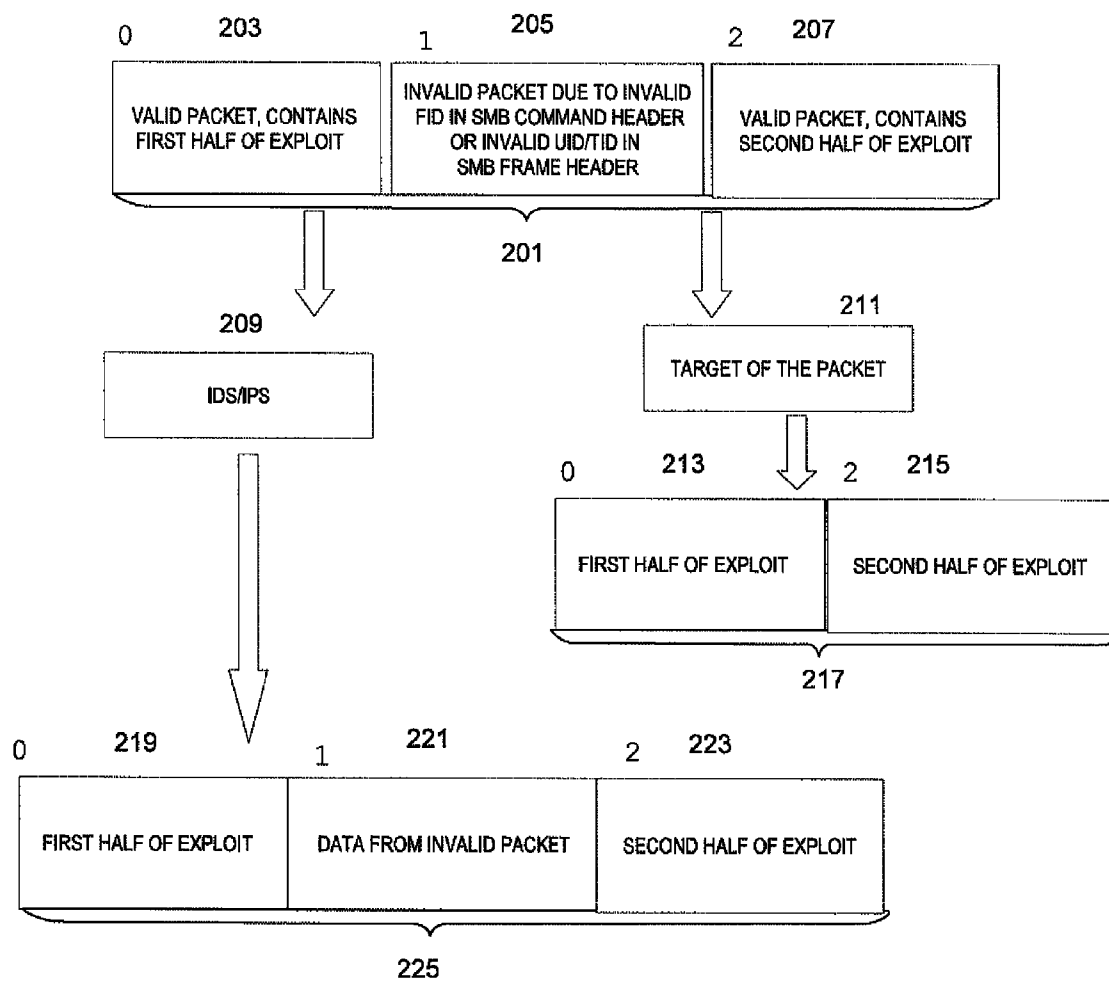 0 203 1 205 2 207
VALID PACKET, CONTAINS
FIRST HALF OF EXPLOIT
INVALID PACKET DUE TO INVALID
FID IN SMB COMMAND HEADER
OR INVALID UID/TID IN
SMB FRAME HEADER
VALID PACKET, CONTAINS
SECOND HALF OF EXPLOIT
201
209
IDS/IPS
211
TARGET OF THE PACKET
0 213 2 215
FIRST HALF OF EXPLOIT
SECOND HALF OF EXPLOIT
217
0 219 1 221 2 223
FIRST HALF OF EXPLOIT
DATA FROM INVALID PACKET
SECOND HALF OF EXPLOIT
225